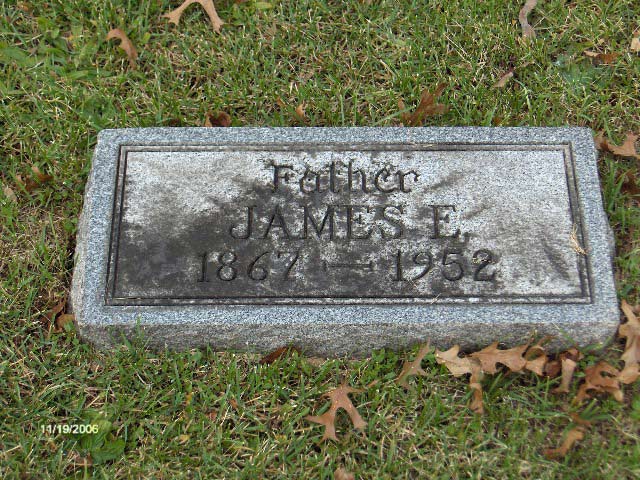 Father
JAMES E.
1867 — 1952
11/19/2006